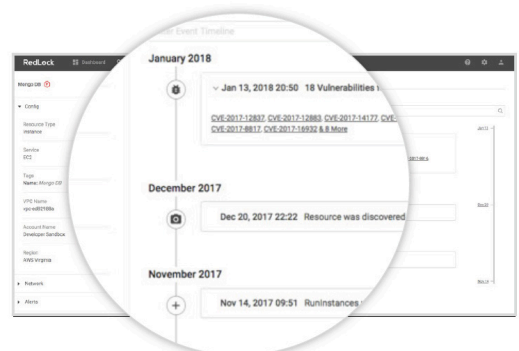 er Event Timeline
RedLock
Dashboard
Mongo DB
Config
Resource Type
Instance
Service
EC2
Tags
Name: Mongo DB
VPC Name
Account Name
Developer Sandbox
Region
AWS Virginia
Network
Alerts
January 2018
Jan 13, 2018 20:50 18 Vulnerabilities
CVE-2017-12837, CVE-2017-12883, CVE-2017-14177, CVE-
CVE-2017-8817, CVE-2017-16932 & 8 More
December 2017
Dec 20, 2017 22:22 Resource was discovered
November 2017
Nov 14, 2017 09:51 RunInstances